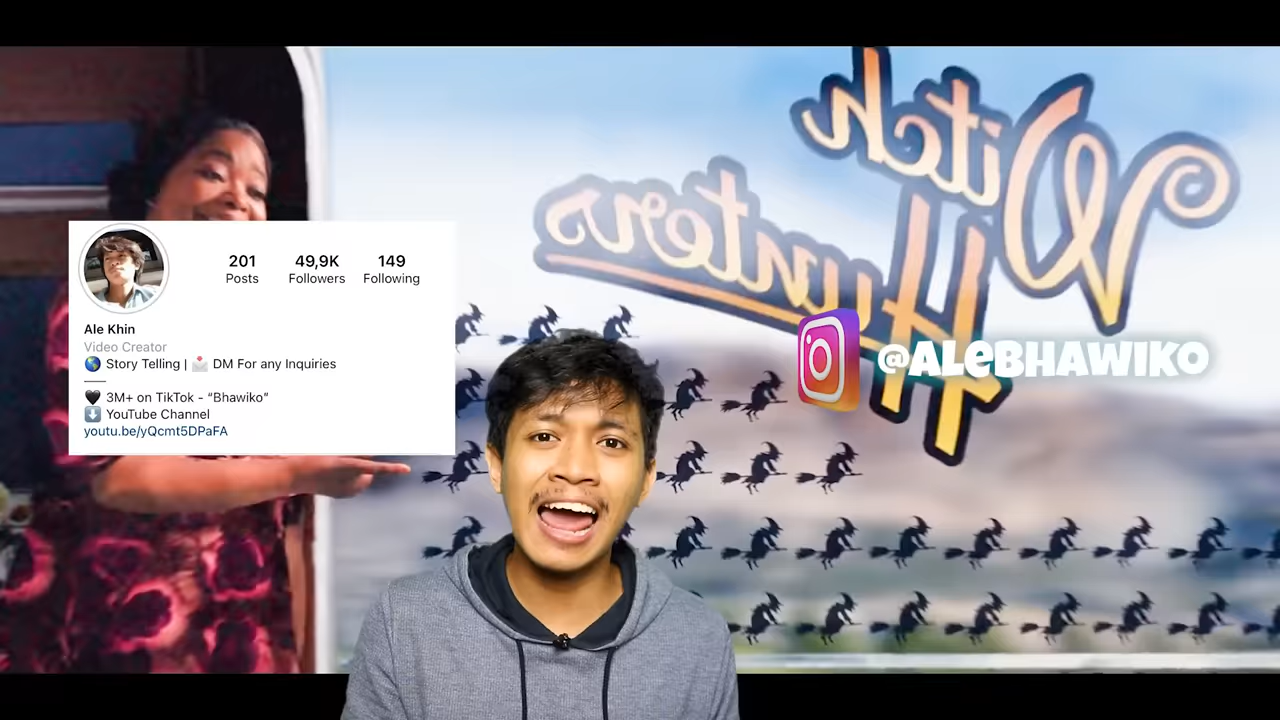 Witch
Hunters
201
49,9K
149
Posts
Followers
Following
Ale Khin
Video Creator
🌎 Story Telling | 📩 DM For any Inquiries
🖤 3M+ on TikTok - “Bhawiko”
⬇️ YouTube Channel
youtu.be/yQcmt5DPaFA
@ALEBHAWIKO